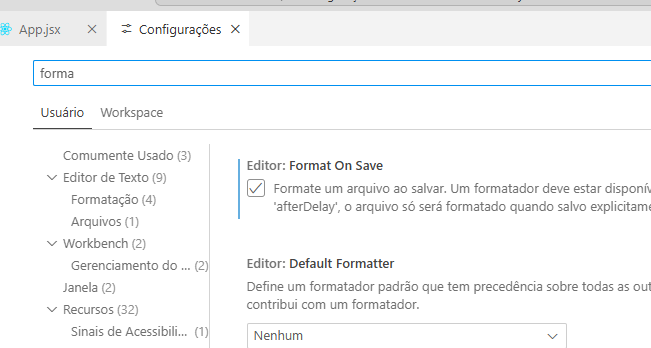 App.jsx
Configurações
forma
Usuário
Workspace
Comumente Usado (3)
Editor de Texto (9)
Formatação (4)
Arquivos (1)
Workbench (2)
Gerenciamento do ... (2)
Janela (2)
Recursos (32)
Sinais de Acessibili... (1)
Editor: Format On Save
Formate um arquivo ao salvar. Um formatador deve estar
'afterDelay', o arquivo só será formatado quando salvo
Editor: Default Formatter
Define um formatador padrão que tem precedência sobre todas as
contribui com um formatador.
Nenhum